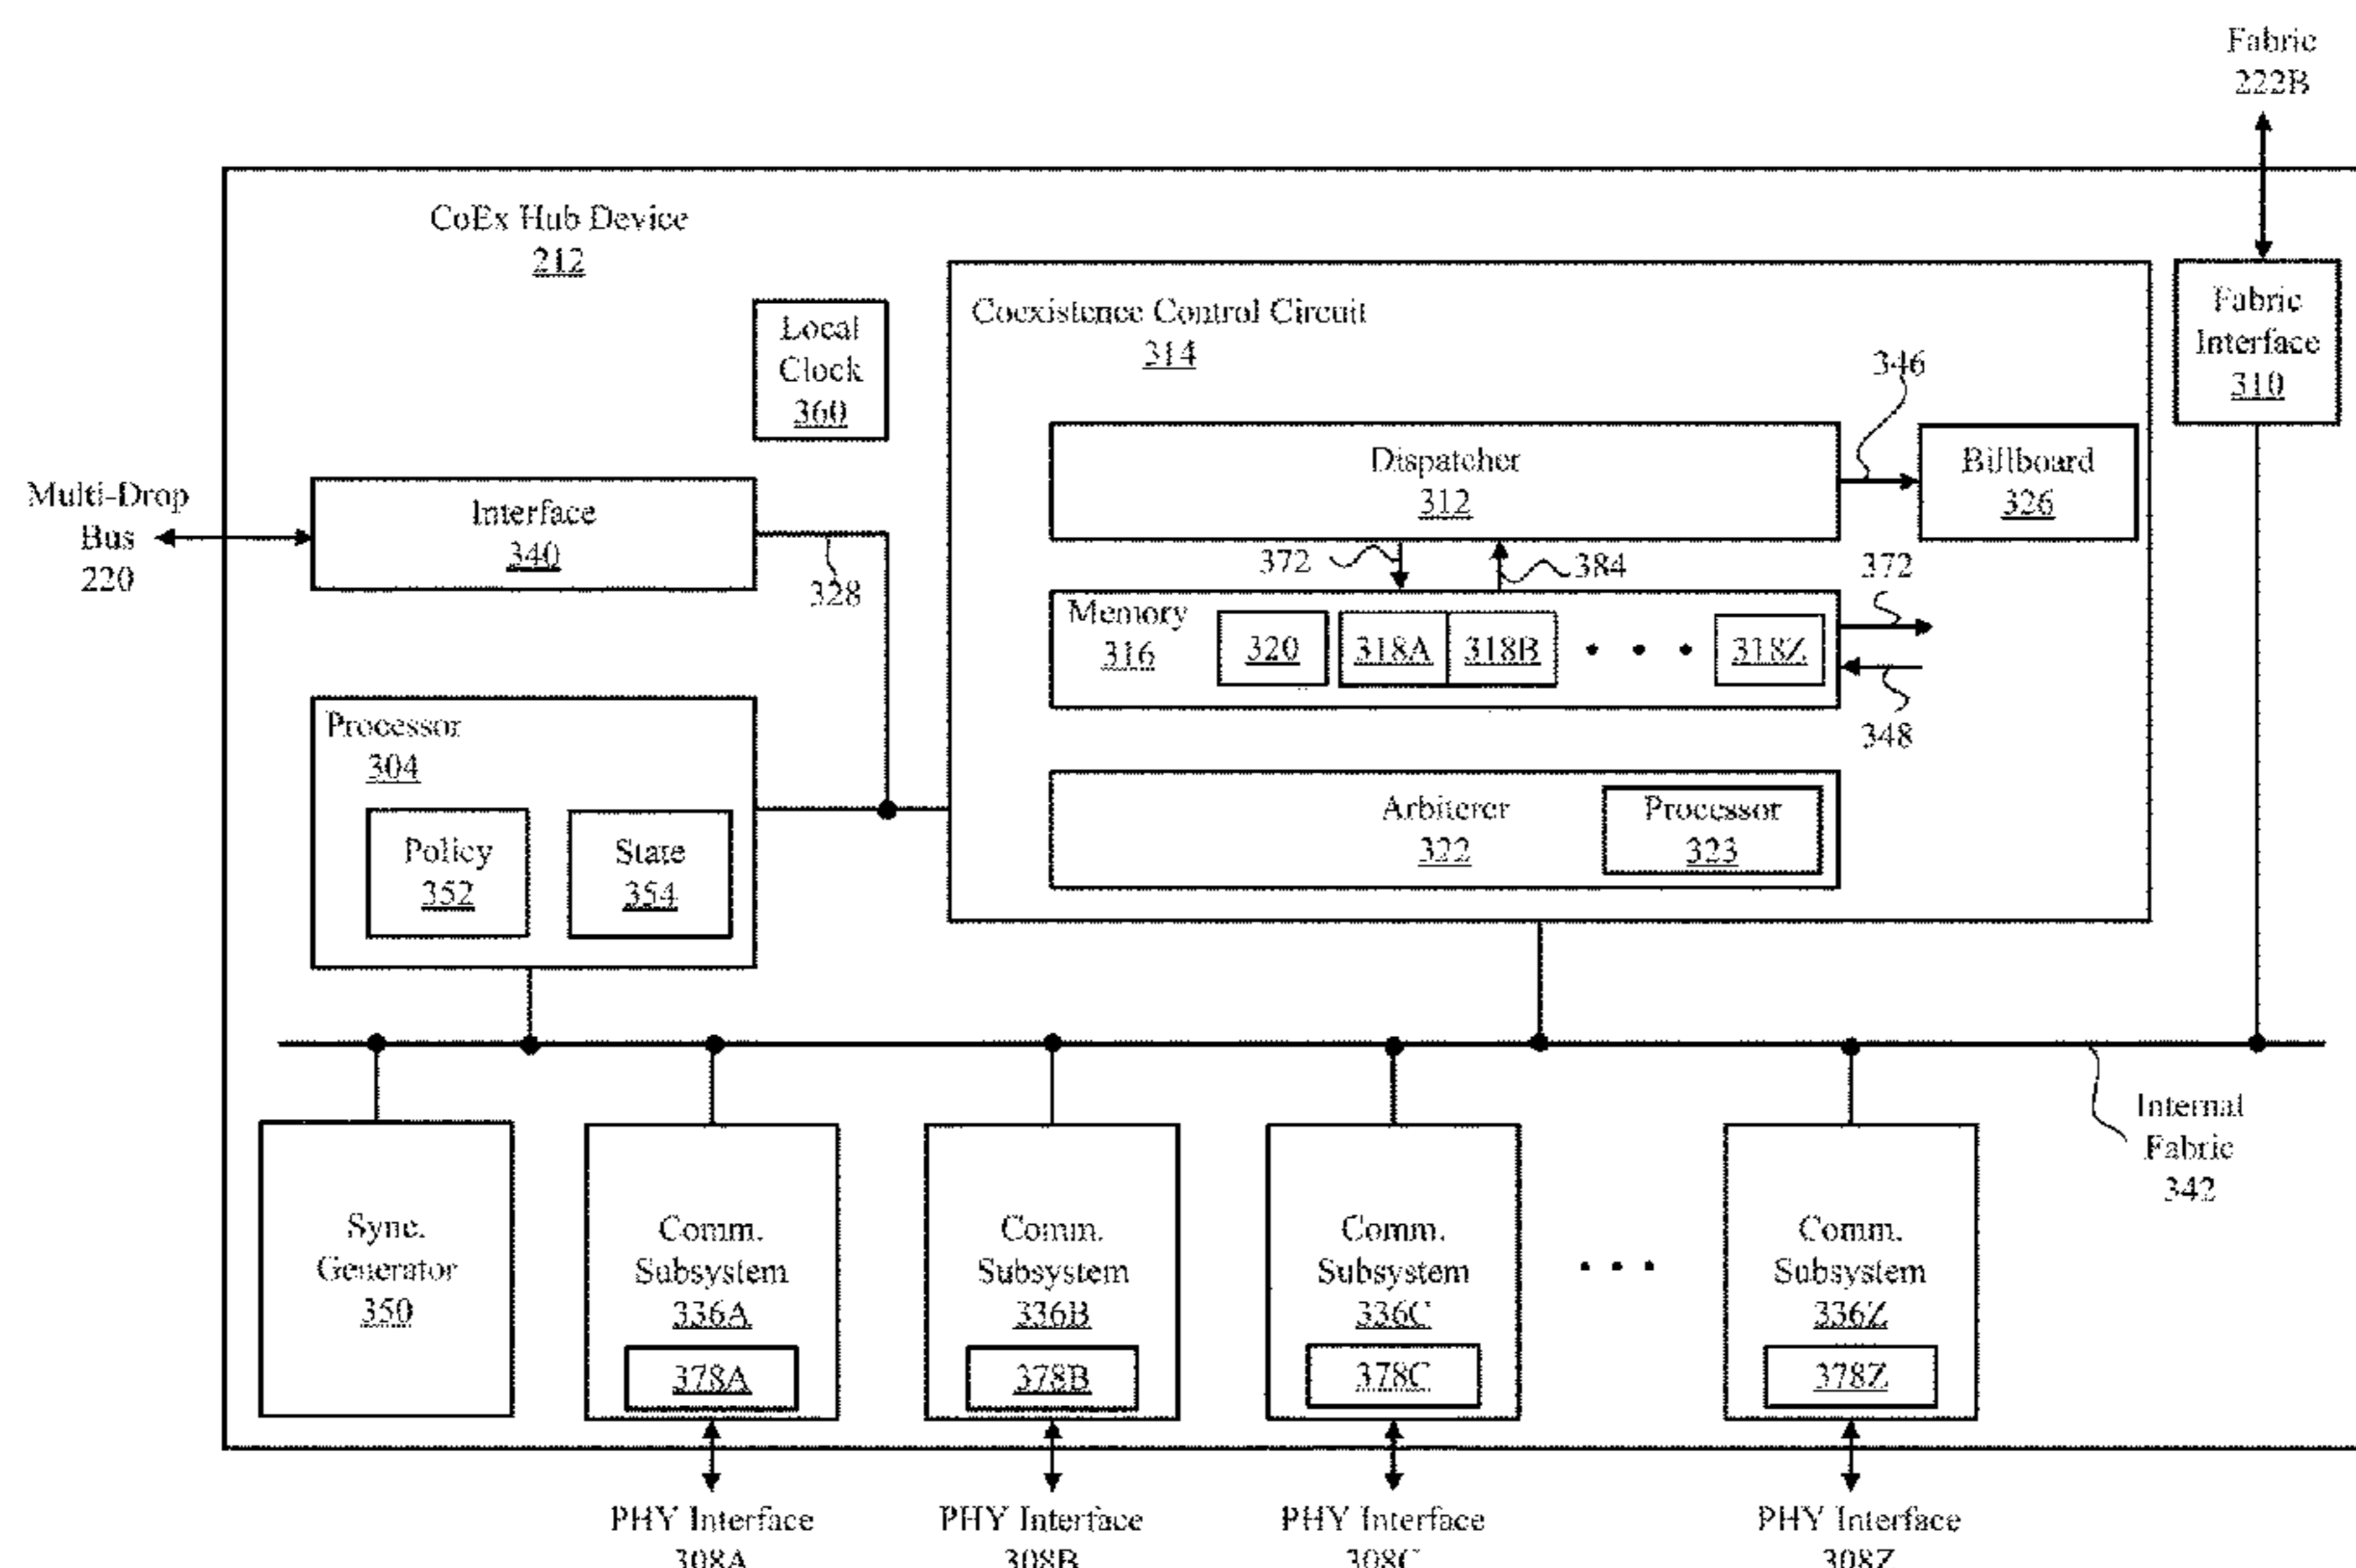 Fabric
222B
CoEx Hub Device
212
Local
Clock
360
Coexistence Control Circuit
314
Fabric
Interface
310
346
Dispatcher
312
Billboard
326
Multi-Drop
Bus
220
Interface
340
328
372
384
372
Memory
316
320
318A
318B
• • •
318Z
348
Processor
304
Policy
352
State
354
Arbiterer
322
Processor
323
Internal
Fabric
342
Sync.
Generator
350
Comm.
Subsystem
336A
378A
Comm.
Subsystem
336B
378B
Comm.
Subsystem
336C
378C
• • •
Comm.
Subsystem
336Z
378Z
PHY Interface
308A
PHY Interface
308B
PHY Interface
308C
PHY Interface
308Z